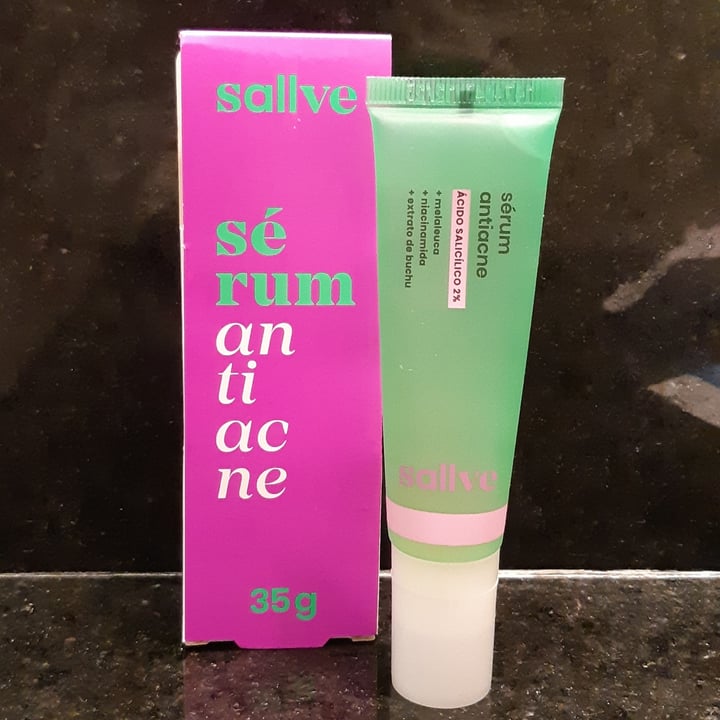 sallve
sé
rum
an
ti
ac
ne
35g
sérum
antiacne
ÁCIDO SALICÍLICO 2%
+ melaleuca
+ niacinamida
+ extrato de buchu
sallve